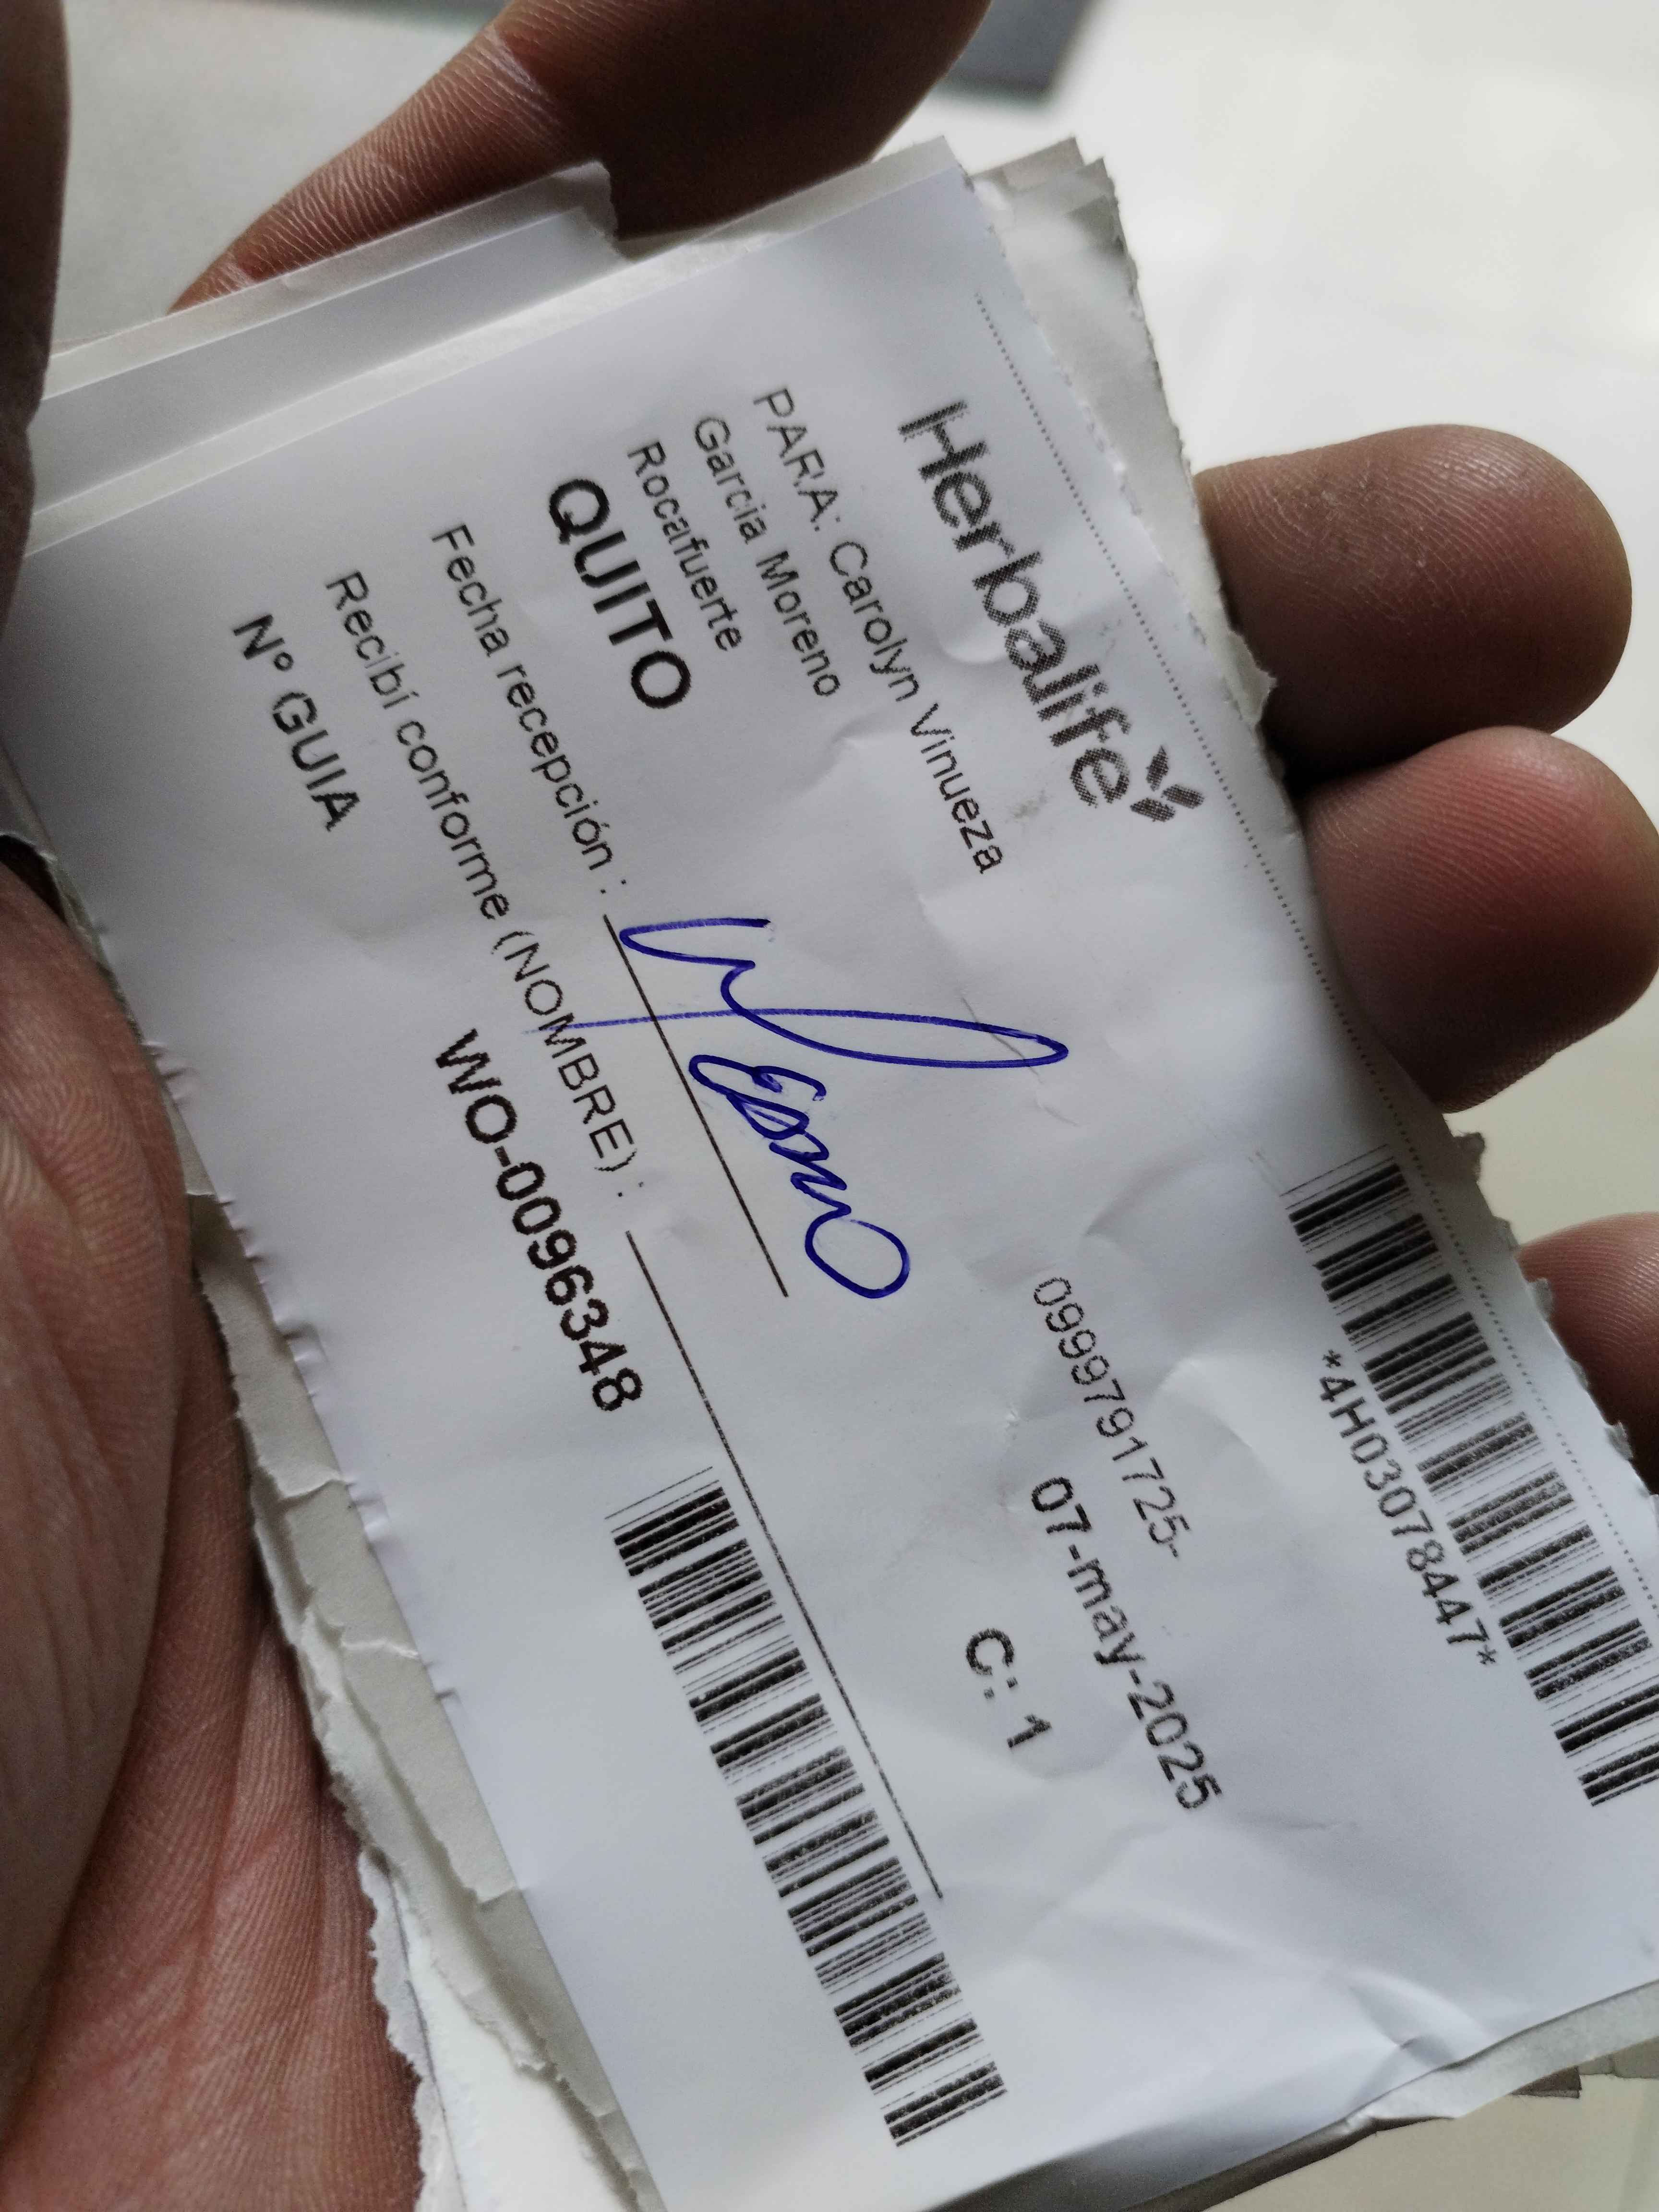 Herbalife
*4H03078447*
PARA: Carolyn Vinueza
0999791725-
Garcia Moreno
07-may-2025
Rocafuerte
QUITO
C: 1
Fecha recepción :
Recibí conforme (NOMBRE) :
N° GUIA
WO-0096348